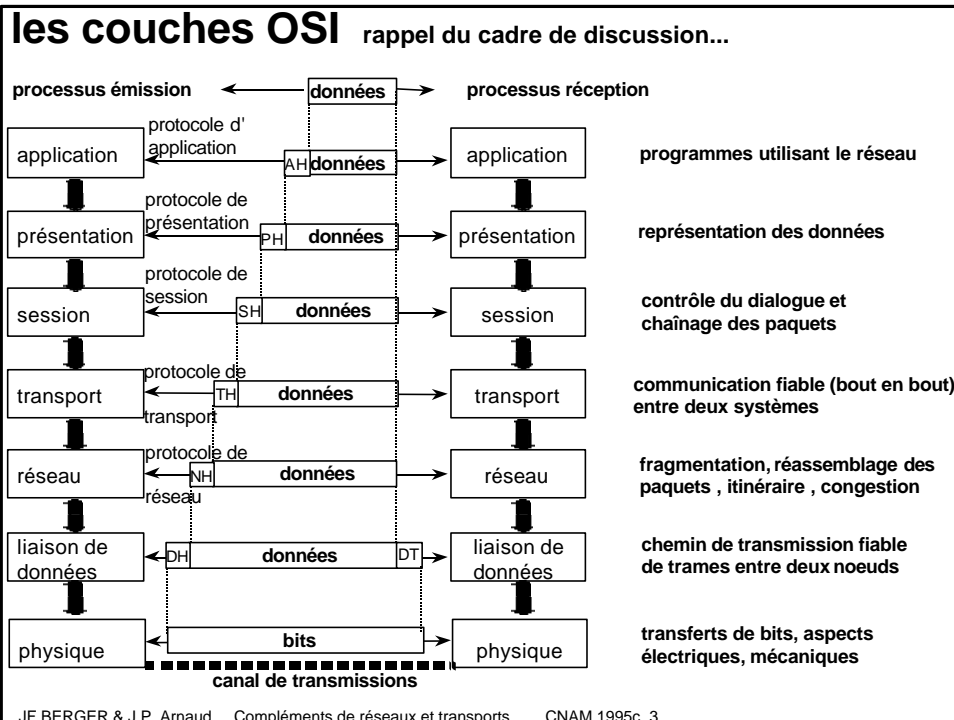 les couches OSI rappel du cadre de discussion...
processus émission données processus réception
protocole d'
application
application AH données application programmes utilisant le réseau
protocole de
présentation
présentation PH données présentation représentation des données
protocole de
session
session SH données session contrôle du dialogue et
chaînage des paquets
protocole de
transport
transport TH données transport communication fiable (bout en bout)
entre deux systèmes
protocole de
réseau
réseau NH données réseau fragmentation, réassemblage des
paquets , itinéraire , congestion
liaison de
données DH données DT liaison de
données chemin de transmission fiable
de trames entre deux noeuds
physique bits physique transferts de bits, aspects
électriques, mécaniques
canal de transmissions
JF BERGER & J.P. Arnaud Compléments de réseaux et transports CNAM 1995c 3